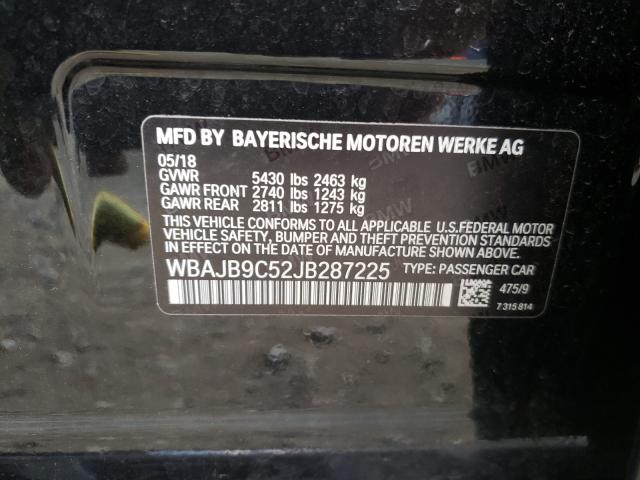 MFD BY BAYERISCHE MOTOREN WERKE AG
05/18
GVWR 5430 lbs 2463 kg
GAWR FRONT 2740 lbs 1243 kg
GAWR REAR 2811 lbs 1275 kg
THIS VEHICLE CONFORMS TO ALL APPLICABLE U.S.FEDERAL MOTOR
VEHICLE SAFETY, BUMPER AND THEFT PREVENTION STANDARDS
IN EFFECT ON THE DATE OF MANUFACTURE SHOWN ABOVE.
WBAJB9C52JB287225 TYPE: PASSENGER CAR
475/9
7 315 814